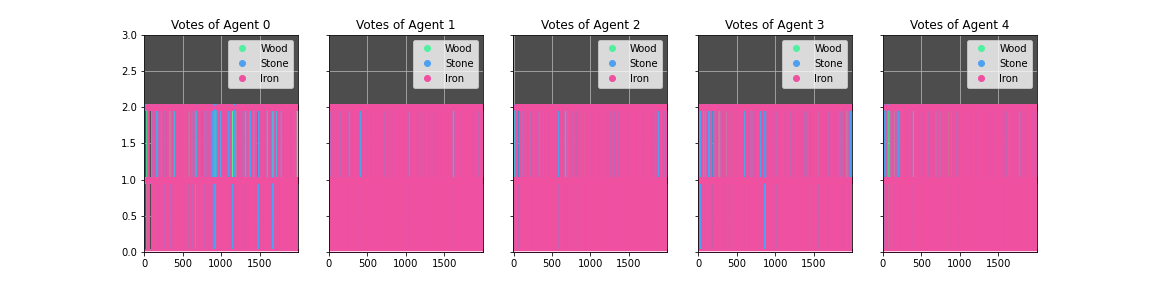 Votes of Agent 0
Votes of Agent 1
Votes of Agent 2
Votes of Agent 3
Votes of Agent 4
3.0
2.5
2.0
1.5
1.0
0.5
0.0
Wood
Stone
Iron
Wood
Stone
Iron
Wood
Stone
Iron
Wood
Stone
Iron
Wood
Stone
Iron
0 500 1000 1500
0 500 1000 1500
0 500 1000 1500
0 500 1000 1500
0 500 1000 1500